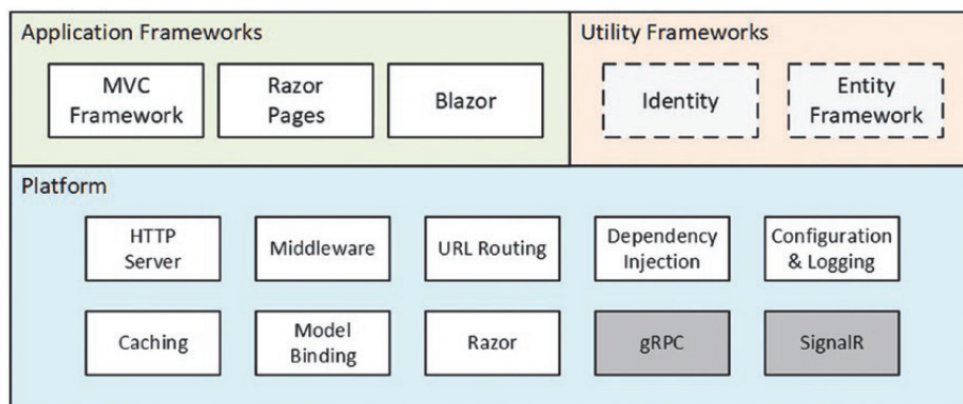 Application Frameworks
Utility Frameworks
MVC
Framework
Razor
Pages
Blazor
Identity
Entity
Framework
Platform
HTTP
Server
Middleware
URL Routing
Dependency
Injection
Configuration
& Logging
Caching
Model
Binding
Razor
gRPC
SignalR